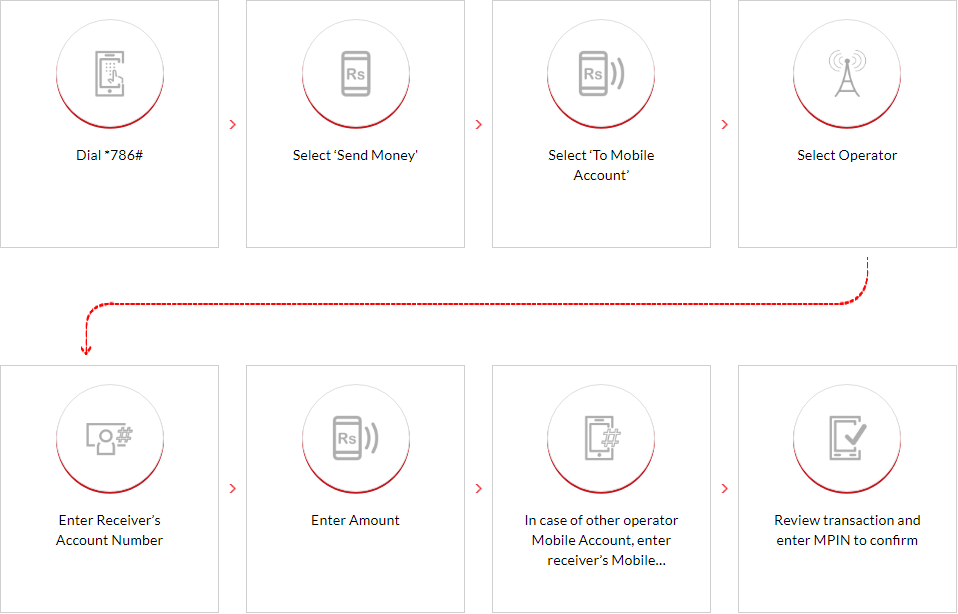 Rs
Rs
Dial *786#
Select ‘Send Money’
Select ‘To Mobile
Account’
Select Operator
#
Rs
#
Enter Receiver’s
Account Number
Enter Amount
In case of other operator
Mobile Account, enter
receiver’s Mobile...
Review transaction and
enter MPIN to confirm